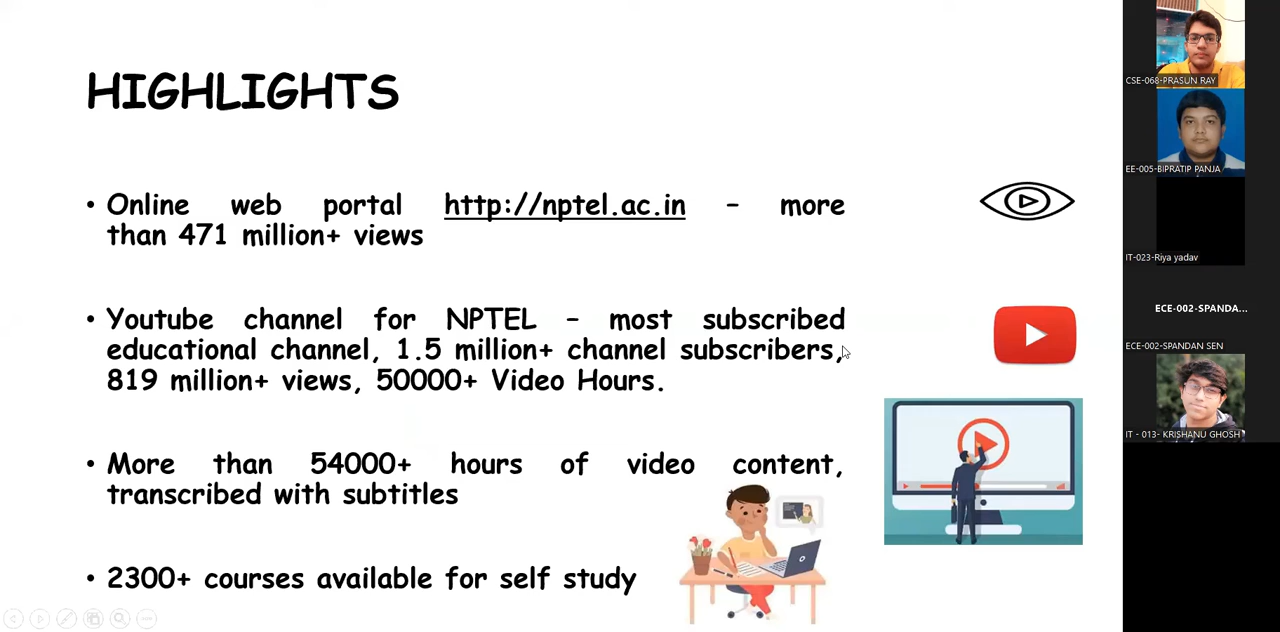 HIGHLIGHTS
• Online web portal http://nptel.ac.in – more
than 471 million+ views
• Youtube channel for NPTEL – most subscribed
educational channel, 1.5 million+ channel subscribers,
819 million+ views, 50000+ Video Hours.
• More than 54000+ hours of video content,
transcribed with subtitles
• 2300+ courses available for self study
CSE-068-PRASUN RAY
EE-005-BIPRATIP PANJA
IT-023-Riya yadav
ECE-002-SPANDA...
ECE-002-SPANDAN SEN
IT - 013- KRISHANU GHOSH